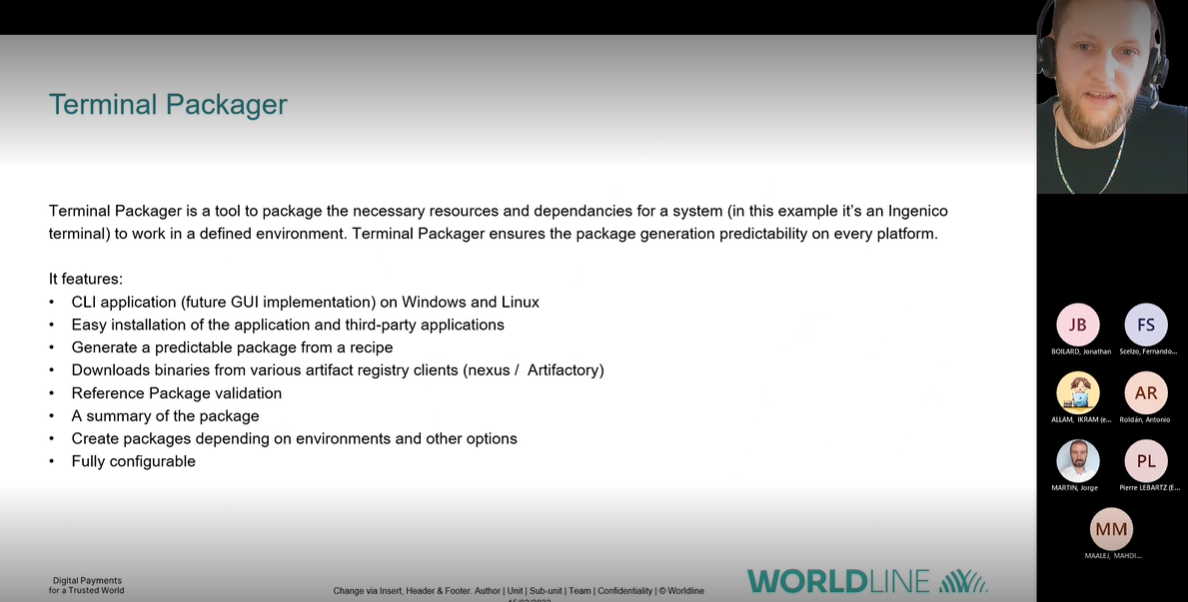 Terminal Packager
Terminal Packager is a tool to package the necessary resources and dependancies for a system (in this example it's an Ingenico
terminal) to work in a defined environment. Terminal Packager ensures the package generation predictability on every platform.
It features:
• CLI application (future GUI implementation) on Windows and Linux
• Easy installation of the application and third-party applications
• Generate a predictable package from a recipe
• Downloads binaries from various artifact registry clients (nexus / Artifactory)
• Reference Package validation
• A summary of the package
• Create packages depending on environments and other options
• Fully configurable
Digital Payments
for a Trusted World
Change via Insert, Header & Footer. Author | Unit | Sub-unit | Team | Confidentiality | © Worldline
WORLDLINE
JB
FS
BOILARD, Jonathan
Scelzo, Fernando...
AR
ALLAM, IKRAM (e...
Roldán, Antonio
PL
MARTIN, Jorge
Pierre LEBARTZ (E...
MM
MAALEJ, MAHDI...